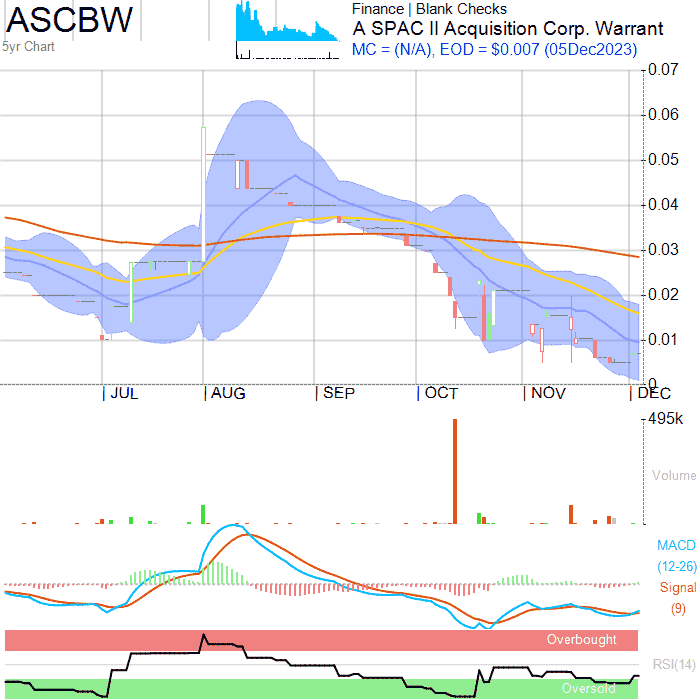 ASCBW
5yr Chart
Finance | Blank Checks
A SPAC II Acquisition Corp. Warrant
MC = (N/A), EOD = $0.007 (05Dec2023)
0.07
0.06
0.05
0.04
0.03
0.02
0.01
0
JUL AUG SEP OCT NOV DEC
495k
Volume
MACD
(12-26)
Signal
(9)
Overbought
RSI(14)
Oversold